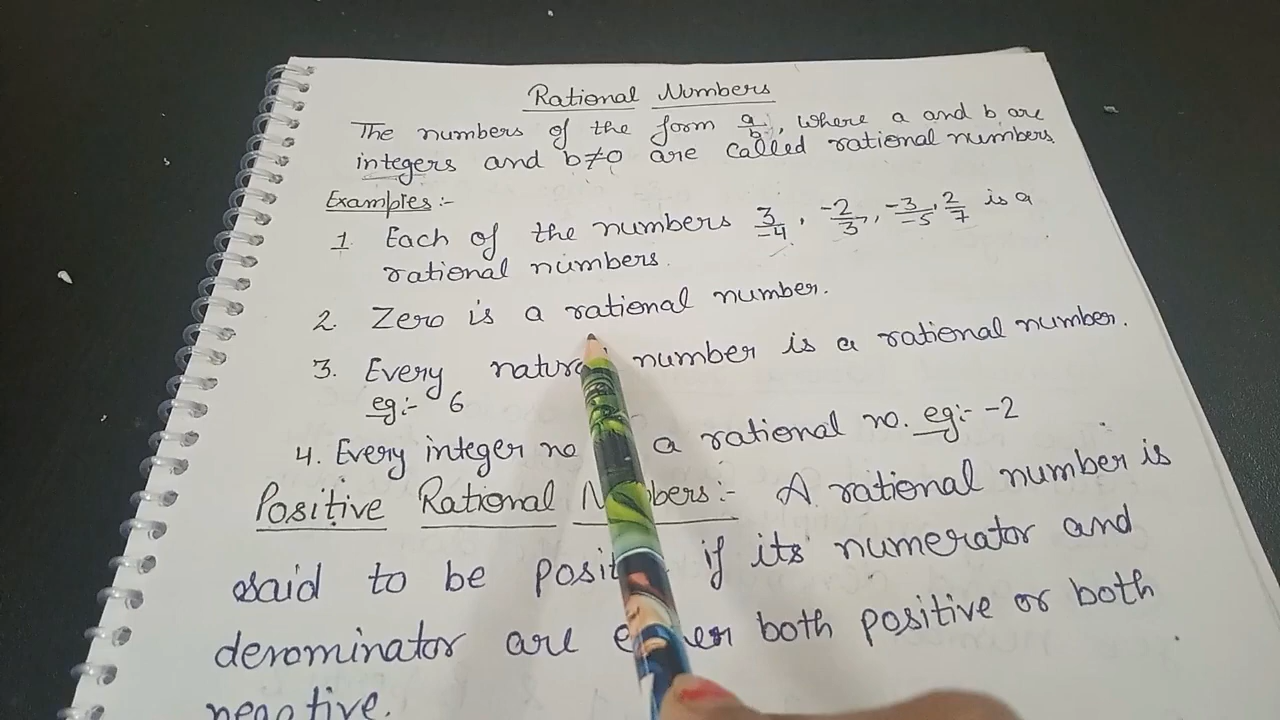 Rational Numbers
The numbers of the form a/b, where a and b are
integers and b≠0 are called rational numbers.
Examples:-
1. Each of the numbers 3/-4, -2/3, -3/-5, 2/7 is a
rational numbers.
2. Zero is a rational number.
3. Every number is a rational number.
eg:- 6
4. Every integer no a rational no. eg:- -2
Positive Rational :- A rational number is
said to be if its numerator and
denominator are both positive or both
negative.